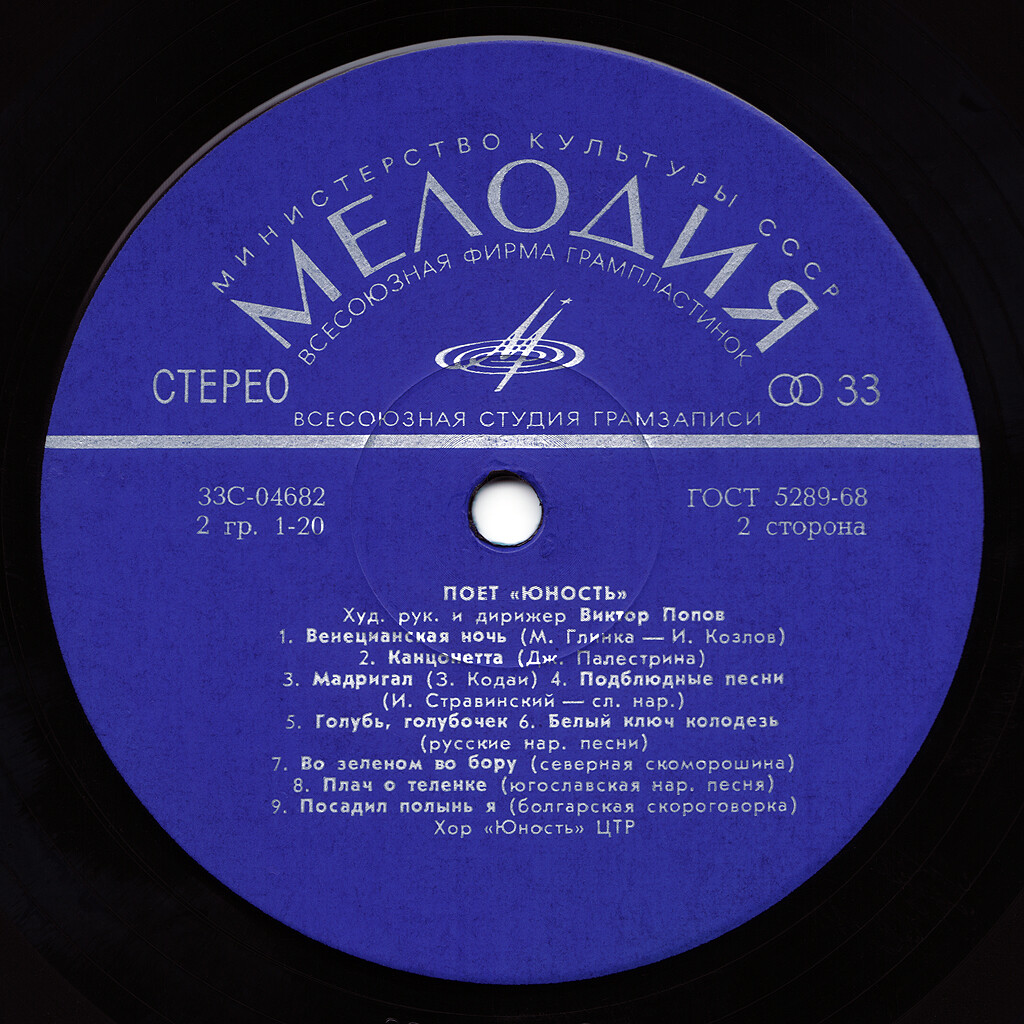 МИНИСТЕРСТВО КУЛЬТУРЫ СССР
МЕЛОДИЯ
ВСЕСОЮЗНАЯ ФИРМА ГРАМПЛАСТИНОК
СТЕРЕО
33
ВСЕСОЮЗНАЯ СТУДИЯ ГРАМЗАПИСИ
33С-04682
ГОСТ 5289-68
2 гр. 1-20
2 сторона
ПОЕТ «ЮНОСТЬ»
Худ. рук. и дирижер Виктор Попов
1. Венецианская ночь (М. Глинка — И. Козлов)
2. Канцонетта (Дж. Палестрина)
3. Мадригал (З. Кодаи) 4. Подблюдные песни
(И. Стравинский — сл. нар.)
5. Голубь, голубочек 6. Белый ключ колодезь
(русские нар. песни)
7. Во зеленом во бору (северная скоморошина)
8. Плач о теленке (югославская нар. песня)
9. Посадил полынь я (болгарская скороговорка)
Хор «Юность» ЦТР